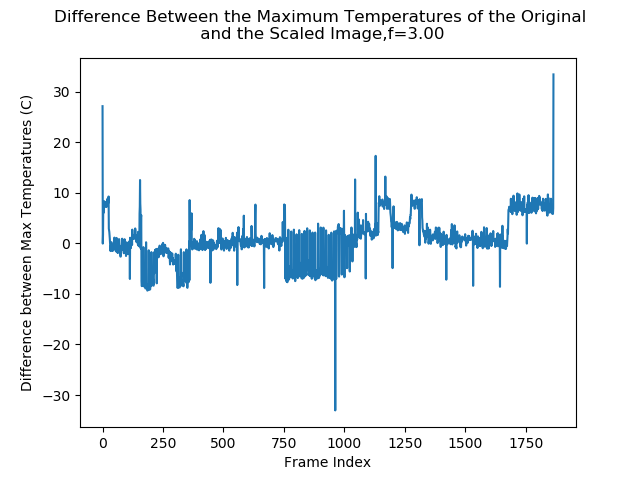 Difference Between the Maximum Temperatures of the Original
and the Scaled Image,f=3.00
Difference between Max Temperatures (C)
30
20
10
0
−10
−20
−30
0 250 500 750 1000 1250 1500 1750
Frame Index